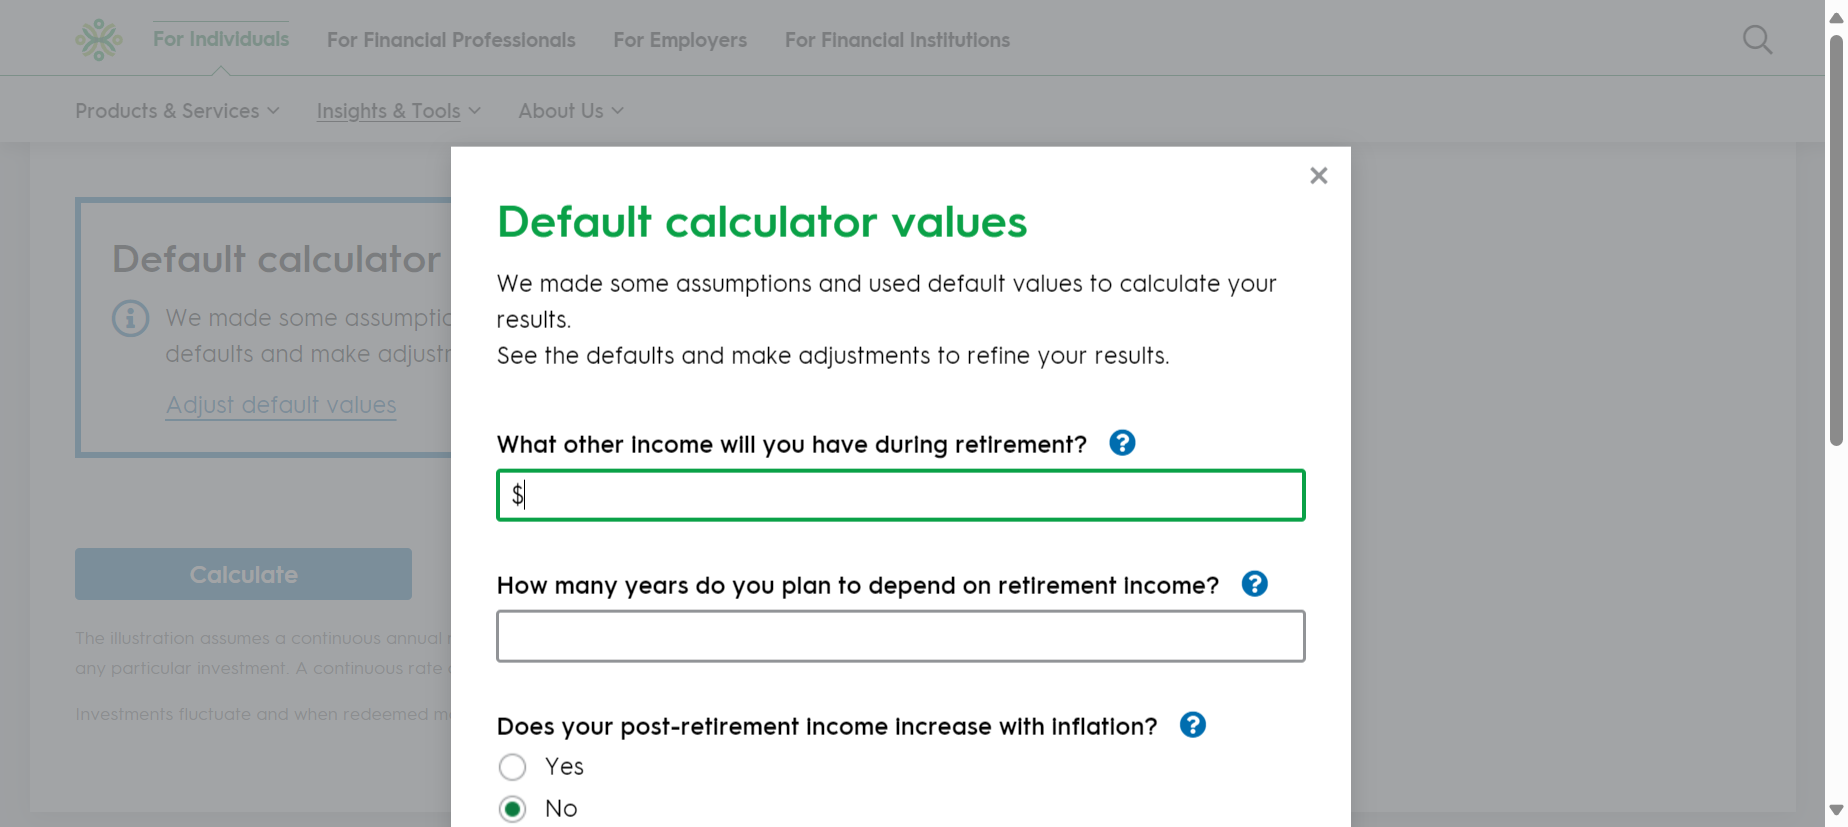 For Individuals
For Financial Professionals
For Employers
For Financial Institutions
Products & Services
Insights & Tools
About Us
Default calculator
We made some assumptio
defaults and make adjust
Adjust default values
Calculate
The illustration assumes a continuous annual
any particular investment. A continuous rate
Investments fluctuate and when redeemed m
×
Default calculator values
We made some assumptions and used default values to calculate your
results.
See the defaults and make adjustments to refine your results.
What other income will you have during retirement? ?
$
How many years do you plan to depend on retirement income? ?
Does your post-retirement income increase with inflation? ?
Yes
No